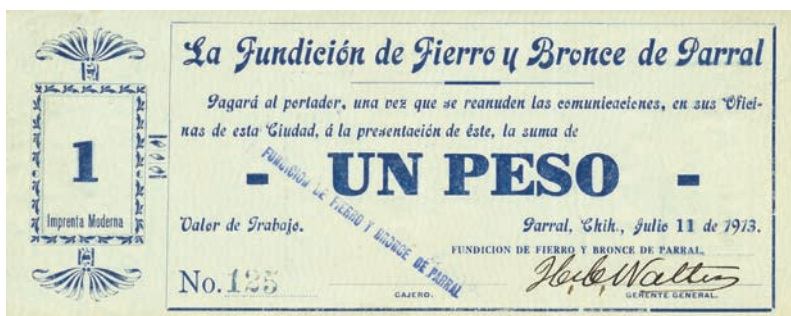 La Fundición de Fierro y Bronce de Parral
Pagará al portador, una vez que se reanuden las comunicaciones, en sus Ofici-
nas de esta Ciudad, á la presentación de éste, la suma de
- UN PESO -
1
Imprenta Moderna
FUNDICION DE FIERRO Y BRONCE DE PARRAL
Valor de Trabajo.
Parral, Chih., Julio 11 de 1913.
FUNDICION DE FIERRO Y BRONCE DE PARRAL.
No. 125
CAJERO.
GERENTE GENERAL.